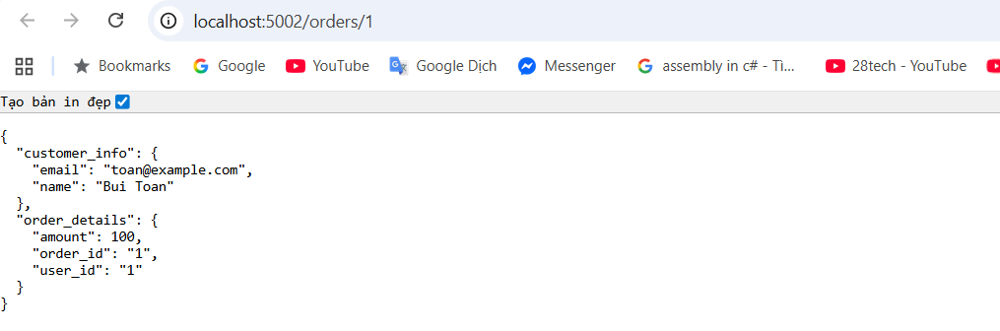 localhost:5002/orders/1
Bookmarks Google YouTube Google Dịch Messenger assembly in c# - Ti... 28tech - YouTube
Tạo bản in đẹp
{
  "customer_info": {
    "email": "toan@example.com",
    "name": "Bui Toan"
  },
  "order_details": {
    "amount": 100,
    "order_id": "1",
    "user_id": "1"
  }
}